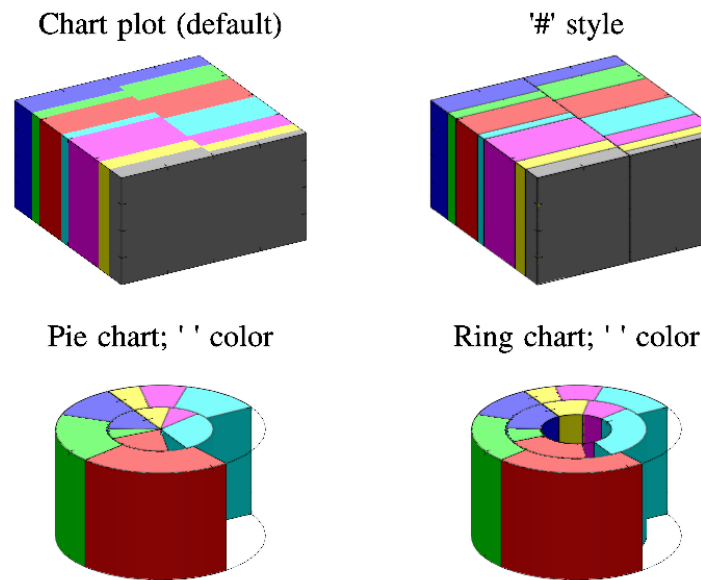 Chart plot (default)
'#' style
Pie chart; ' ' color
Ring chart; ' ' color